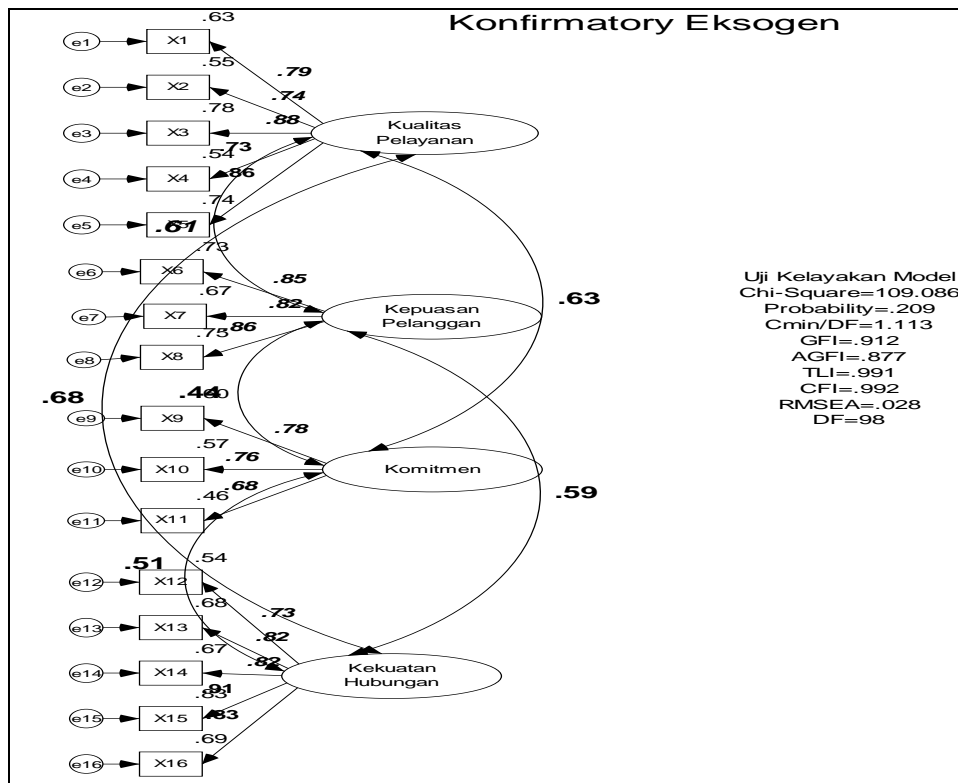 Konfirmatory Eksogen
.63
e1 X1
.79
.55
e2 X2
.74
.78
e3 X3
.88
Kualitas
Pelayanan
.54
.73
e4 X4
.86
.74
e5 X5
.61
.73
e6 X6
.85
.67
e7 X7
.82
Kepuasan
Pelanggan
.75
.86
e8 X8
.63
.68
.44
.60
e9 X9
.78
.57
e10 X10
.76
Komitmen
.46
.68
e11 X11
.59
.51
.54
e12 X12
.73
.68
e13 X13
.82
.67
e14 X14
.82
Kekuatan
Hubungan
.83
.91
e15 X15
.83
.69
e16 X16
Uji Kelayakan Model
Chi-Square=109.086
Probability=.209
Cmin/DF=1.113
GFI=.912
AGFI=.877
TLI=.991
CFI=.992
RMSEA=.028
DF=98